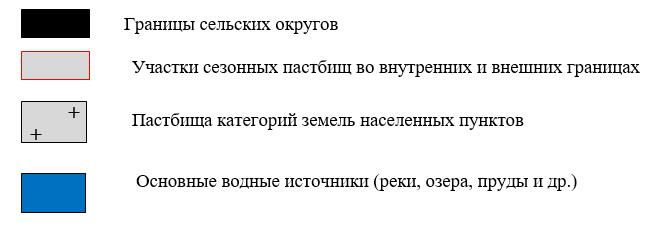 Границы сельских округов
Участки сезонных пастбищ во внутренних и внешних границах
Пастбища категорий земель населенных пунктов
Основные водные источники (реки, озера, пруды и др.)